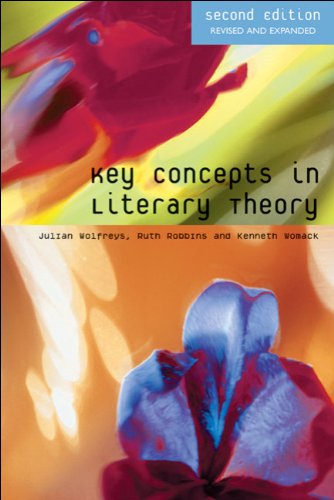 second edition
REVISED AND EXPANDED
Key Concepts in
Literary Theory
Julian Wolfreys, Ruth Robbins and Kenneth Womack